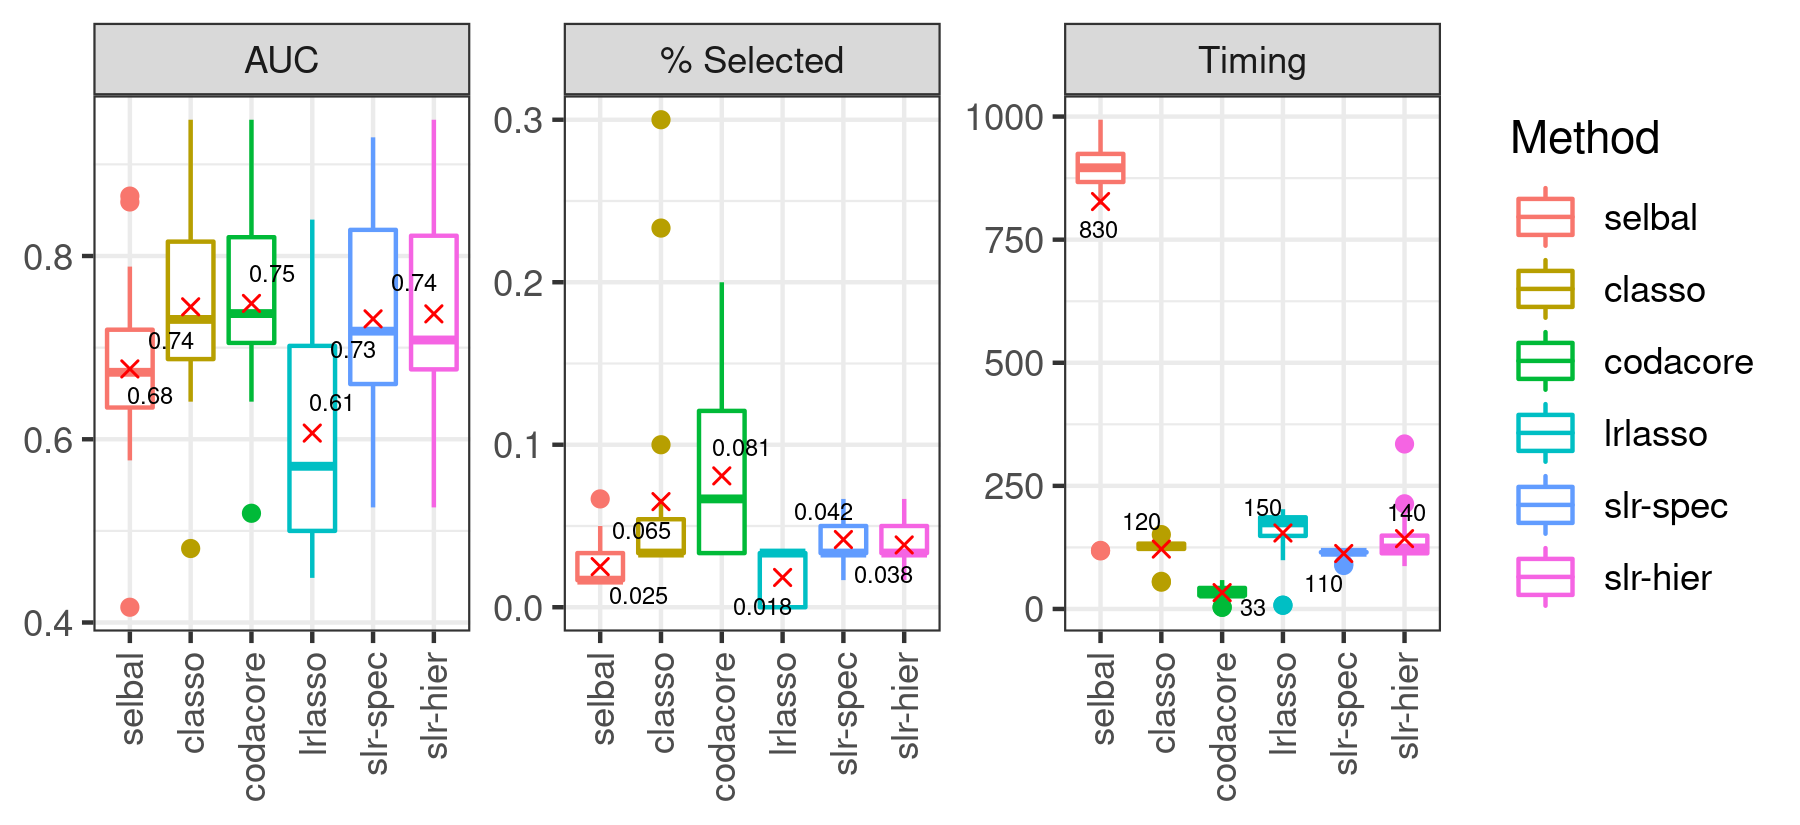 AUC
% Selected
Timing
0.8
0.6
0.4
0.68
0.74
0.75
0.61
0.73
0.74
selbal
classo
codacore
lrlasso
slr-spec
slr-hier
0.3
0.2
0.1
0.0
0.025
0.065
0.081
0.018
0.042
0.038
selbal
classo
codacore
lrlasso
slr-spec
slr-hier
1000
750
500
250
0
830
120
33
150
110
140
selbal
classo
codacore
lrlasso
slr-spec
slr-hier
Method
selbal
classo
codacore
lrlasso
slr-spec
slr-hier